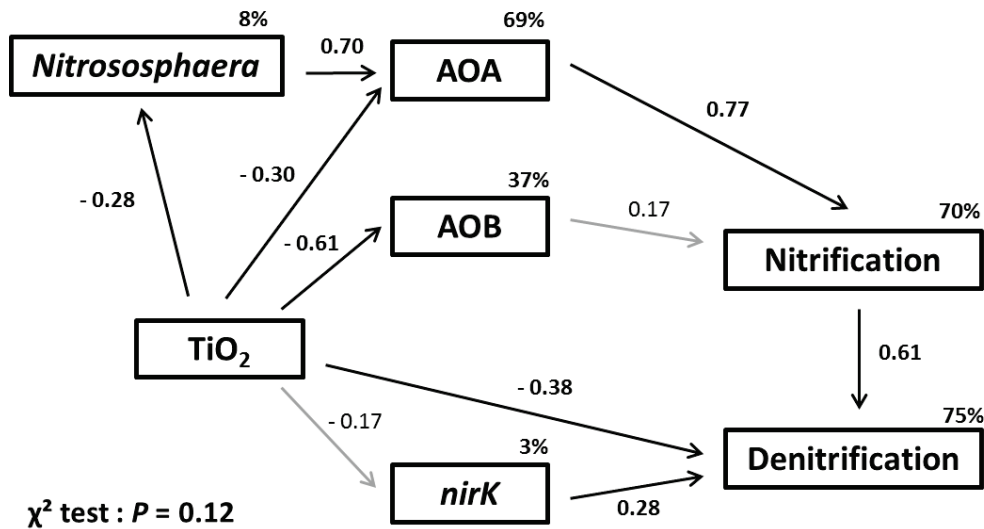 8%
69%
Nitrososphaera
0.70
AOA
0.77
- 0.30
- 0.28
37%
AOB
0.17
- 0.61
70%
Nitrification
TiO₂
0.61
- 0.38
- 0.17
75%
3%
Denitrification
nirK
0.28
χ² test : P = 0.12